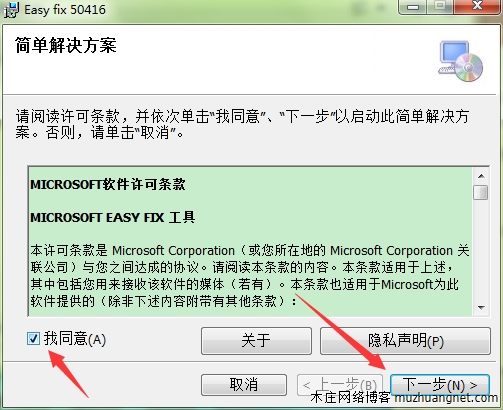 Easy fix 50416
简单解决方案
请阅读许可条款，并依次单击“我同意”、“下一步”以启动此简单解决方
案。否则，请单击“取消”。
MICROSOFT软件许可条款
MICROSOFT EASY FIX 工具
本许可条款是 Microsoft Corporation（或您所在地的 Microsoft Corporation 关
联公司）与您之间达成的协议。请阅读本条款的内容。本条款适用于上述，
其中包括您用来接收该软件的媒体（若有）。本条款也适用于Microsoft为此
软件提供的（除非下述内容附带有其他条款）：
我同意(A)
关于
隐私声明(P)
取消
< 上一步(B)
下一步(N) >
木庄网络博客 muzhuangnet.com